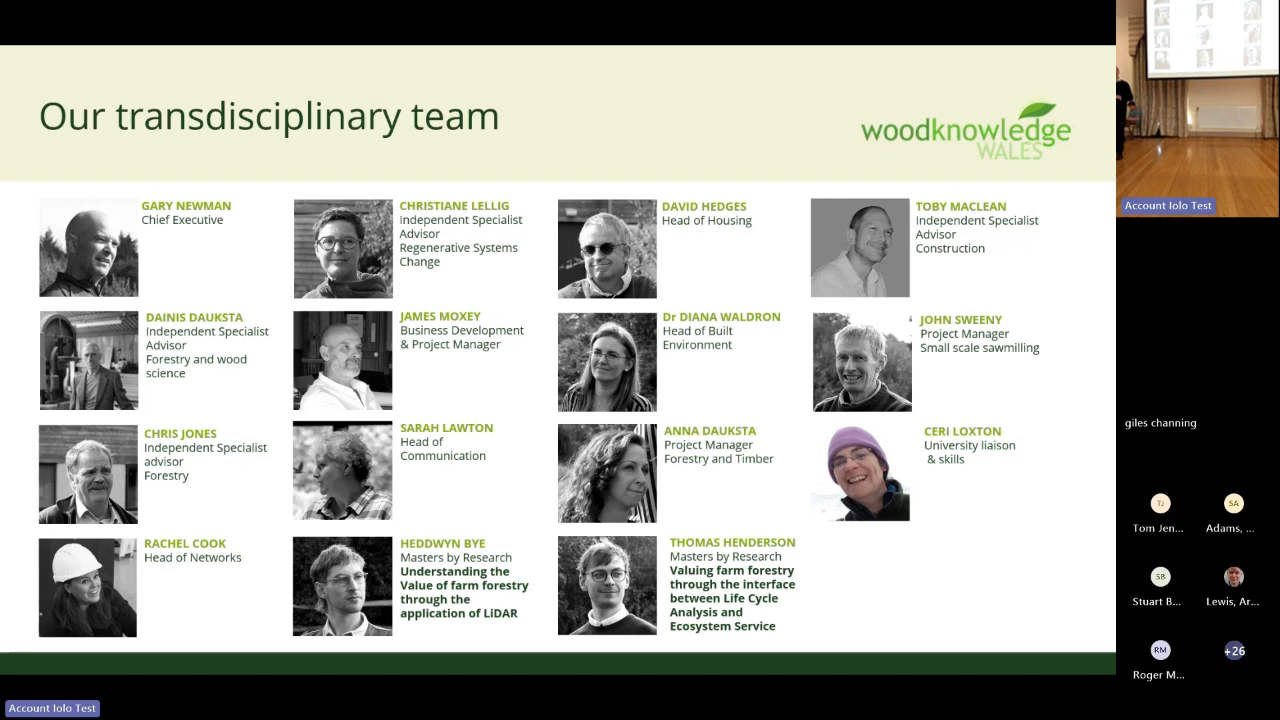 Our transdisciplinary team
woodknowledge
WALES
GARY NEWMAN
Chief Executive
CHRISTIANE LELLIG
Independent Specialist
Advisor
Regenerative Systems
Change
DAVID HEDGES
Head of Housing
TOBY MACLEAN
Independent Specialist
Advisor
Construction
DAINIS DAUKSTA
Independent Specialist
Advisor
Forestry and wood
science
JAMES MOXEY
Business Development
& Project Manager
Dr DIANA WALDRON
Head of Built
Environment
JOHN SWEENY
Project Manager
Small scale sawmilling
CHRIS JONES
Independent Specialist
advisor
Forestry
SARAH LAWTON
Head of
Communication
ANNA DAUKSTA
Project Manager
Forestry and Timber
CERI LOXTON
University liaison
& skills
RACHEL COOK
Head of Networks
HEDDWYN BYE
Masters by Research
Understanding the
Value of farm forestry
through the
application of LiDAR
THOMAS HENDERSON
Masters by Research
Valuing farm forestry
through the interface
between Life Cycle
Analysis and
Ecosystem Service
Account Iolo Test
Account Iolo Test
giles channing
TJ
Tom Jen...
SA
Adams, ...
SB
Stuart B...
Lewis, Ar...
RM
Roger M...
+26